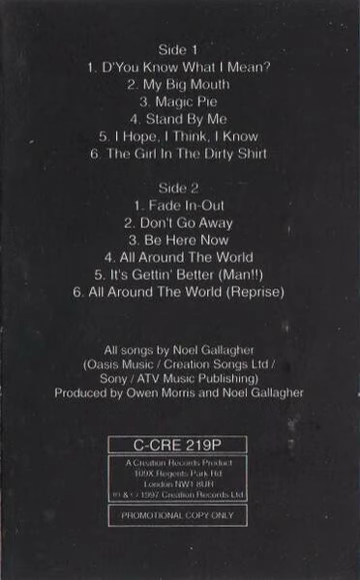 Side 1
1. D'You Know What I Mean?
2. My Big Mouth
3. Magic Pie
4. Stand By Me
5. I Hope, I Think, I Know
6. The Girl In The Dirty Shirt
Side 2
1. Fade In-Out
2. Don't Go Away
3. Be Here Now
4. All Around The World
5. It's Gettin' Better (Man!!)
6. All Around The World (Reprise)
All songs by Noel Gallagher
(Oasis Music / Creation Songs Ltd /
Sony / ATV Music Publishing)
Produced by Owen Morris and Noel Gallagher
C-CRE 219P
A Creation Records Product
109X Regents Park Rd
London NW1 8UR
℗ & © 1997 Creation Records Ltd
PROMOTIONAL COPY ONLY